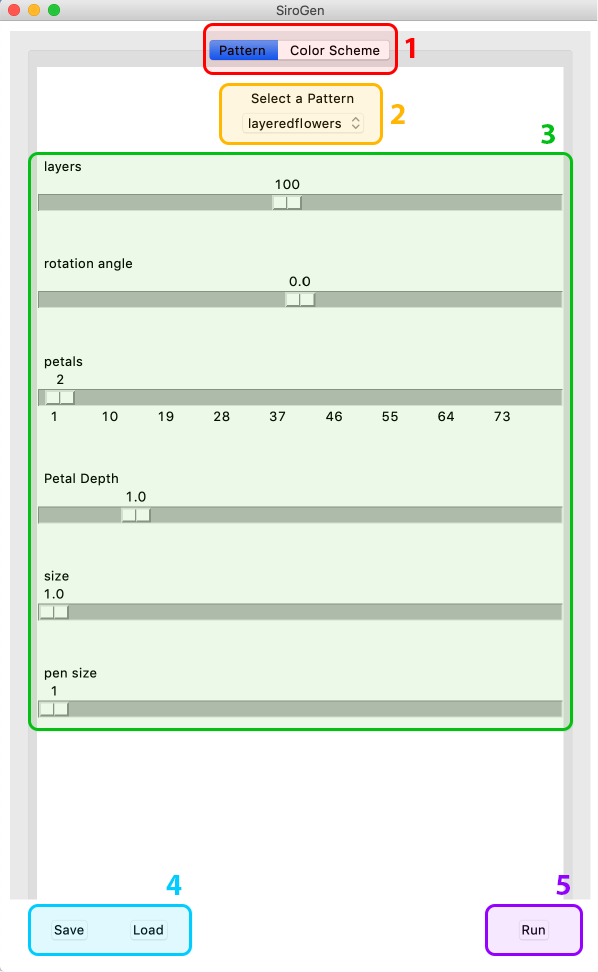 SiroGen
Pattern Color Scheme 1
Select a Pattern
layeredflowers 2
3
layers
100
rotation angle
0.0
petals
2
1 10 19 28 37 46 55 64 73
Petal Depth
1.0
size
1.0
pen size
1
4 5
Save Load Run